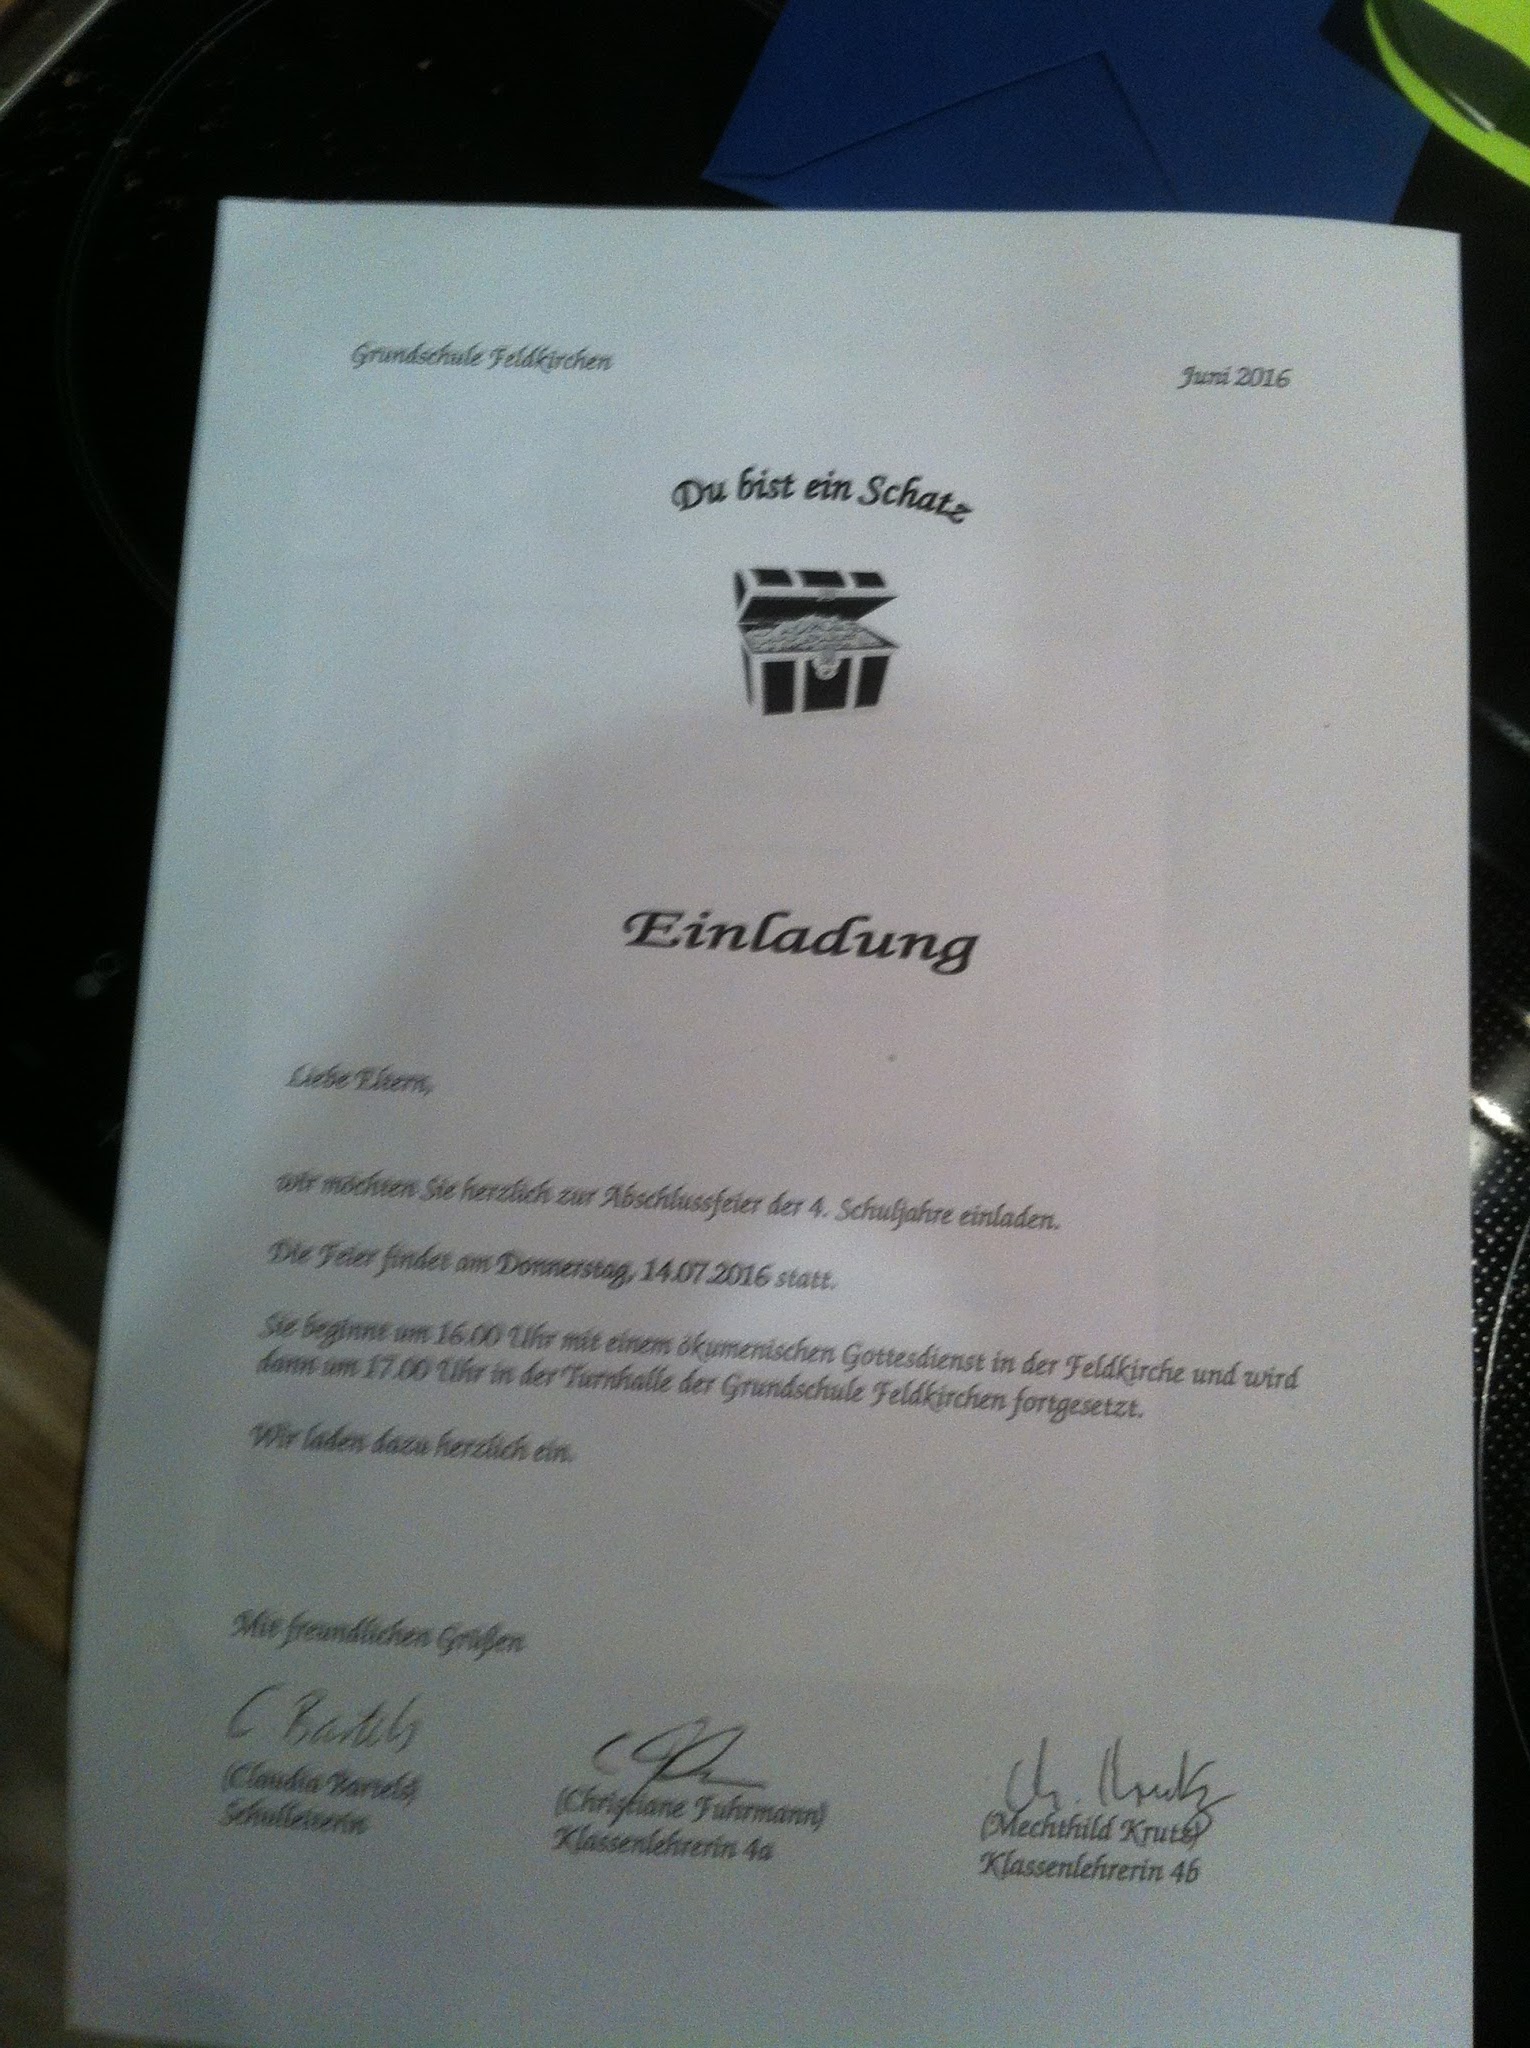 Grundschule Feldkirchen
Juni 2016
Du bist ein Schatz
Einladung
Liebe Eltern,
wir möchten Sie herzlich zur Abschlussfeier der 4. Schuljahre einladen.
Die Feier findet am Donnerstag, 14.07.2016 statt.
Sie beginnt um 16.00 Uhr mit einem ökumenischen Gottesdienst in der Feldkirche und wird
dann um 17.00 Uhr in der Turnhalle der Grundschule Feldkirchen fortgesetzt.
Wir laden dazu herzlich ein.
Mit freundlichen Grüßen
C Bartels
(Claudia Bartels)
Schulleiterin
(Christiane Fuhrmann)
Klassenlehrerin 4a
(Mechthild Krutz)
Klassenlehrerin 4b